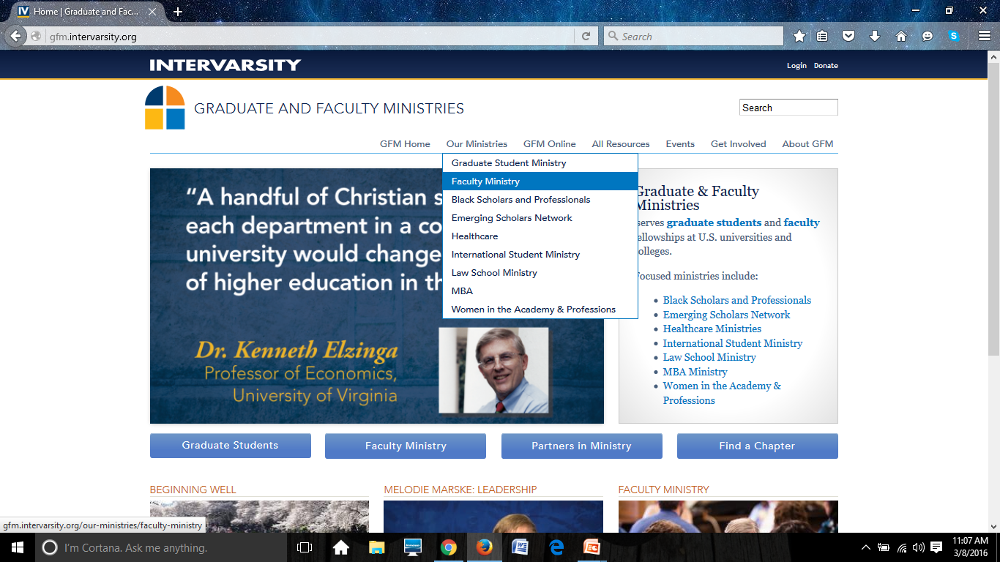 IV Home | Graduate and Fac...
gfm.intervarsity.org
Search
S
INTERVARSITY
Login Donate
GRADUATE AND FACULTY MINISTRIES
Search
GFM Home Our Ministries GFM Online All Resources Events Get Involved About GFM
Graduate Student Ministry
Faculty Ministry
Black Scholars and Professionals
Emerging Scholars Network
Healthcare
International Student Ministry
Law School Ministry
MBA
Women in the Academy & Professions
“A handful of Christian s
each department in a co
university would change
of higher education in th
Dr. Kenneth Elzinga
Professor of Economics,
University of Virginia
Graduate & Faculty
Ministries
serves graduate students and faculty
fellowships at U.S. universities and
colleges.
Focused ministries include:
Black Scholars and Professionals
Emerging Scholars Network
Healthcare Ministries
International Student Ministry
Law School Ministry
MBA Ministry
Women in the Academy &
Professions
Graduate Students
Faculty Ministry
Partners in Ministry
Find a Chapter
BEGINNING WELL
MELODIE MARSKE: LEADERSHIP
FACULTY MINISTRY
gfm.intervarsity.org/our-ministries/faculty-ministry
I'm Cortana. Ask me anything.
11:07 AM
3/8/2016